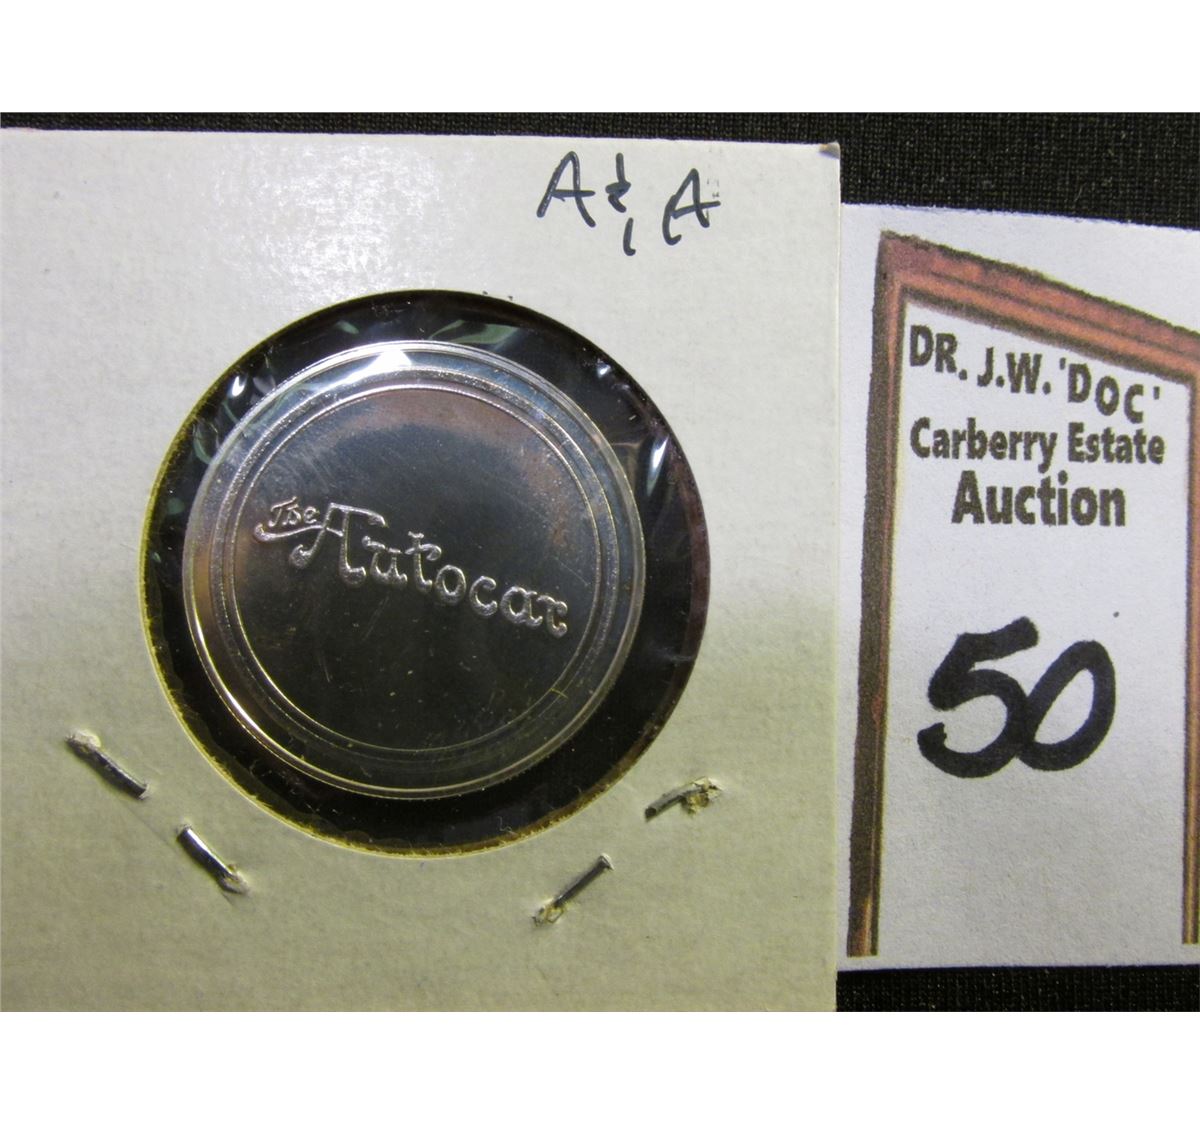 A & A
The Autocar
DR. J.W. 'DOC'
Carberry Estate
Auction
50